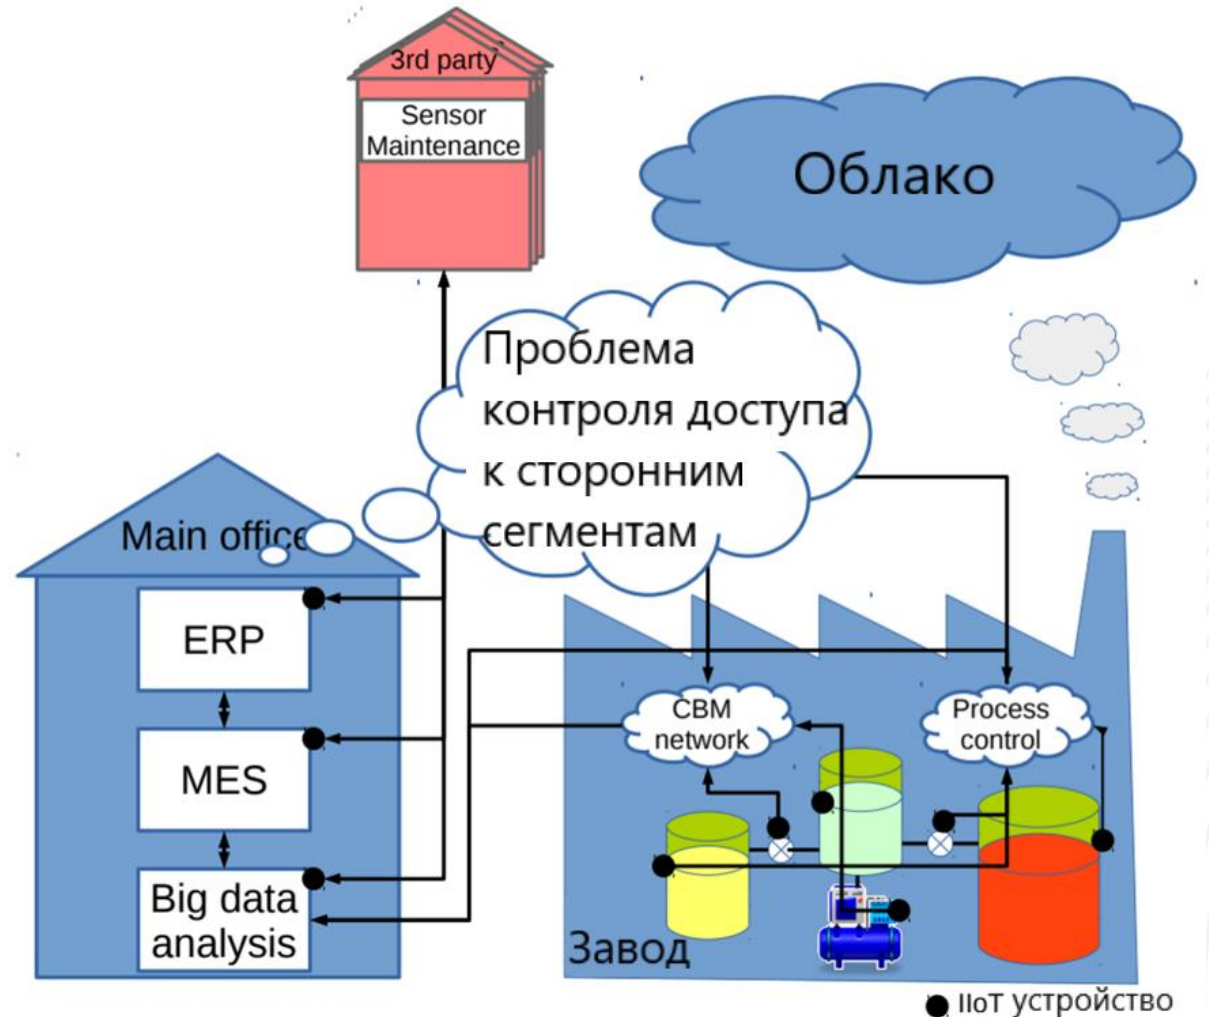 3rd party
Sensor
Maintenance
Облако
Проблема
контроля доступа
к сторонним
сегментам
Main office
ERP
MES
Big data
analysis
CBM
network
Process
control
Завод
IIoT устройство